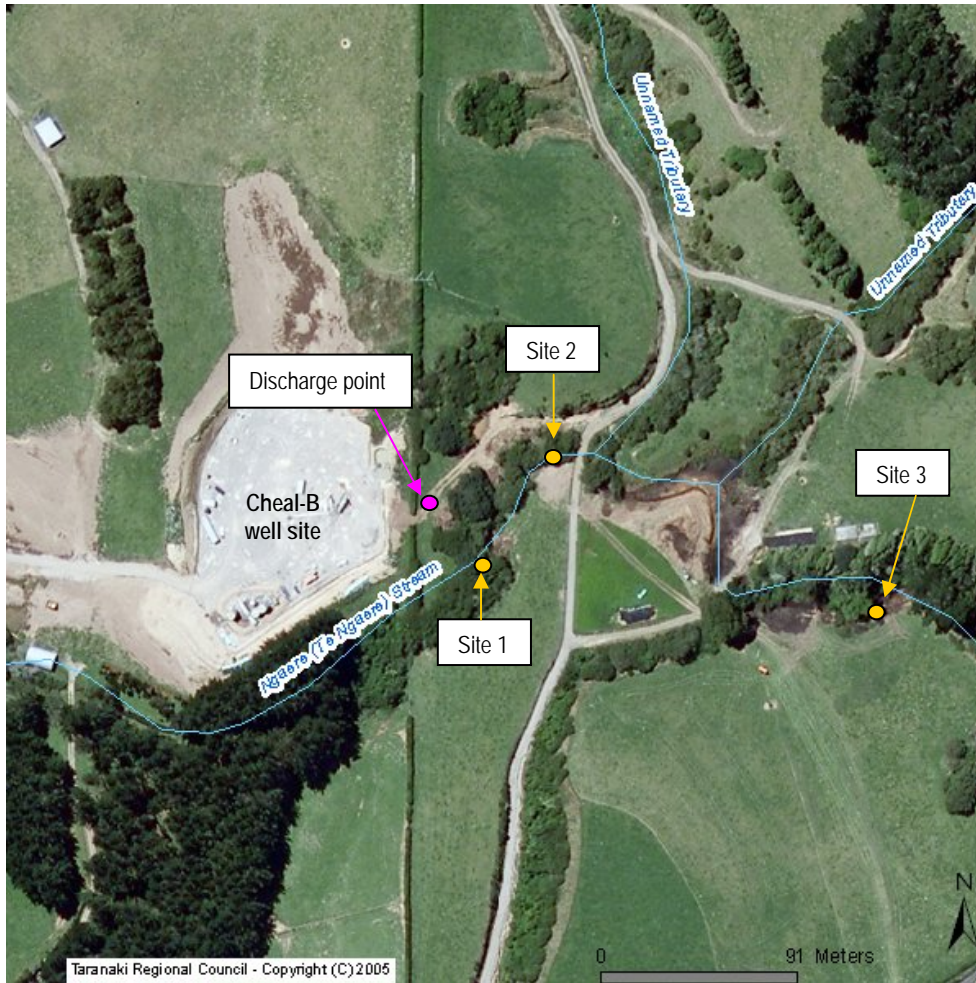 Unnamed Tributary
Unnamed Tributary
Site 2
Discharge point
Site 3
Cheal-B
well site
Site 1
Ngaere (Te Ngaere) Stream
N
0 91 Meters
Taranaki Regional Council - Copyright (C) 2005